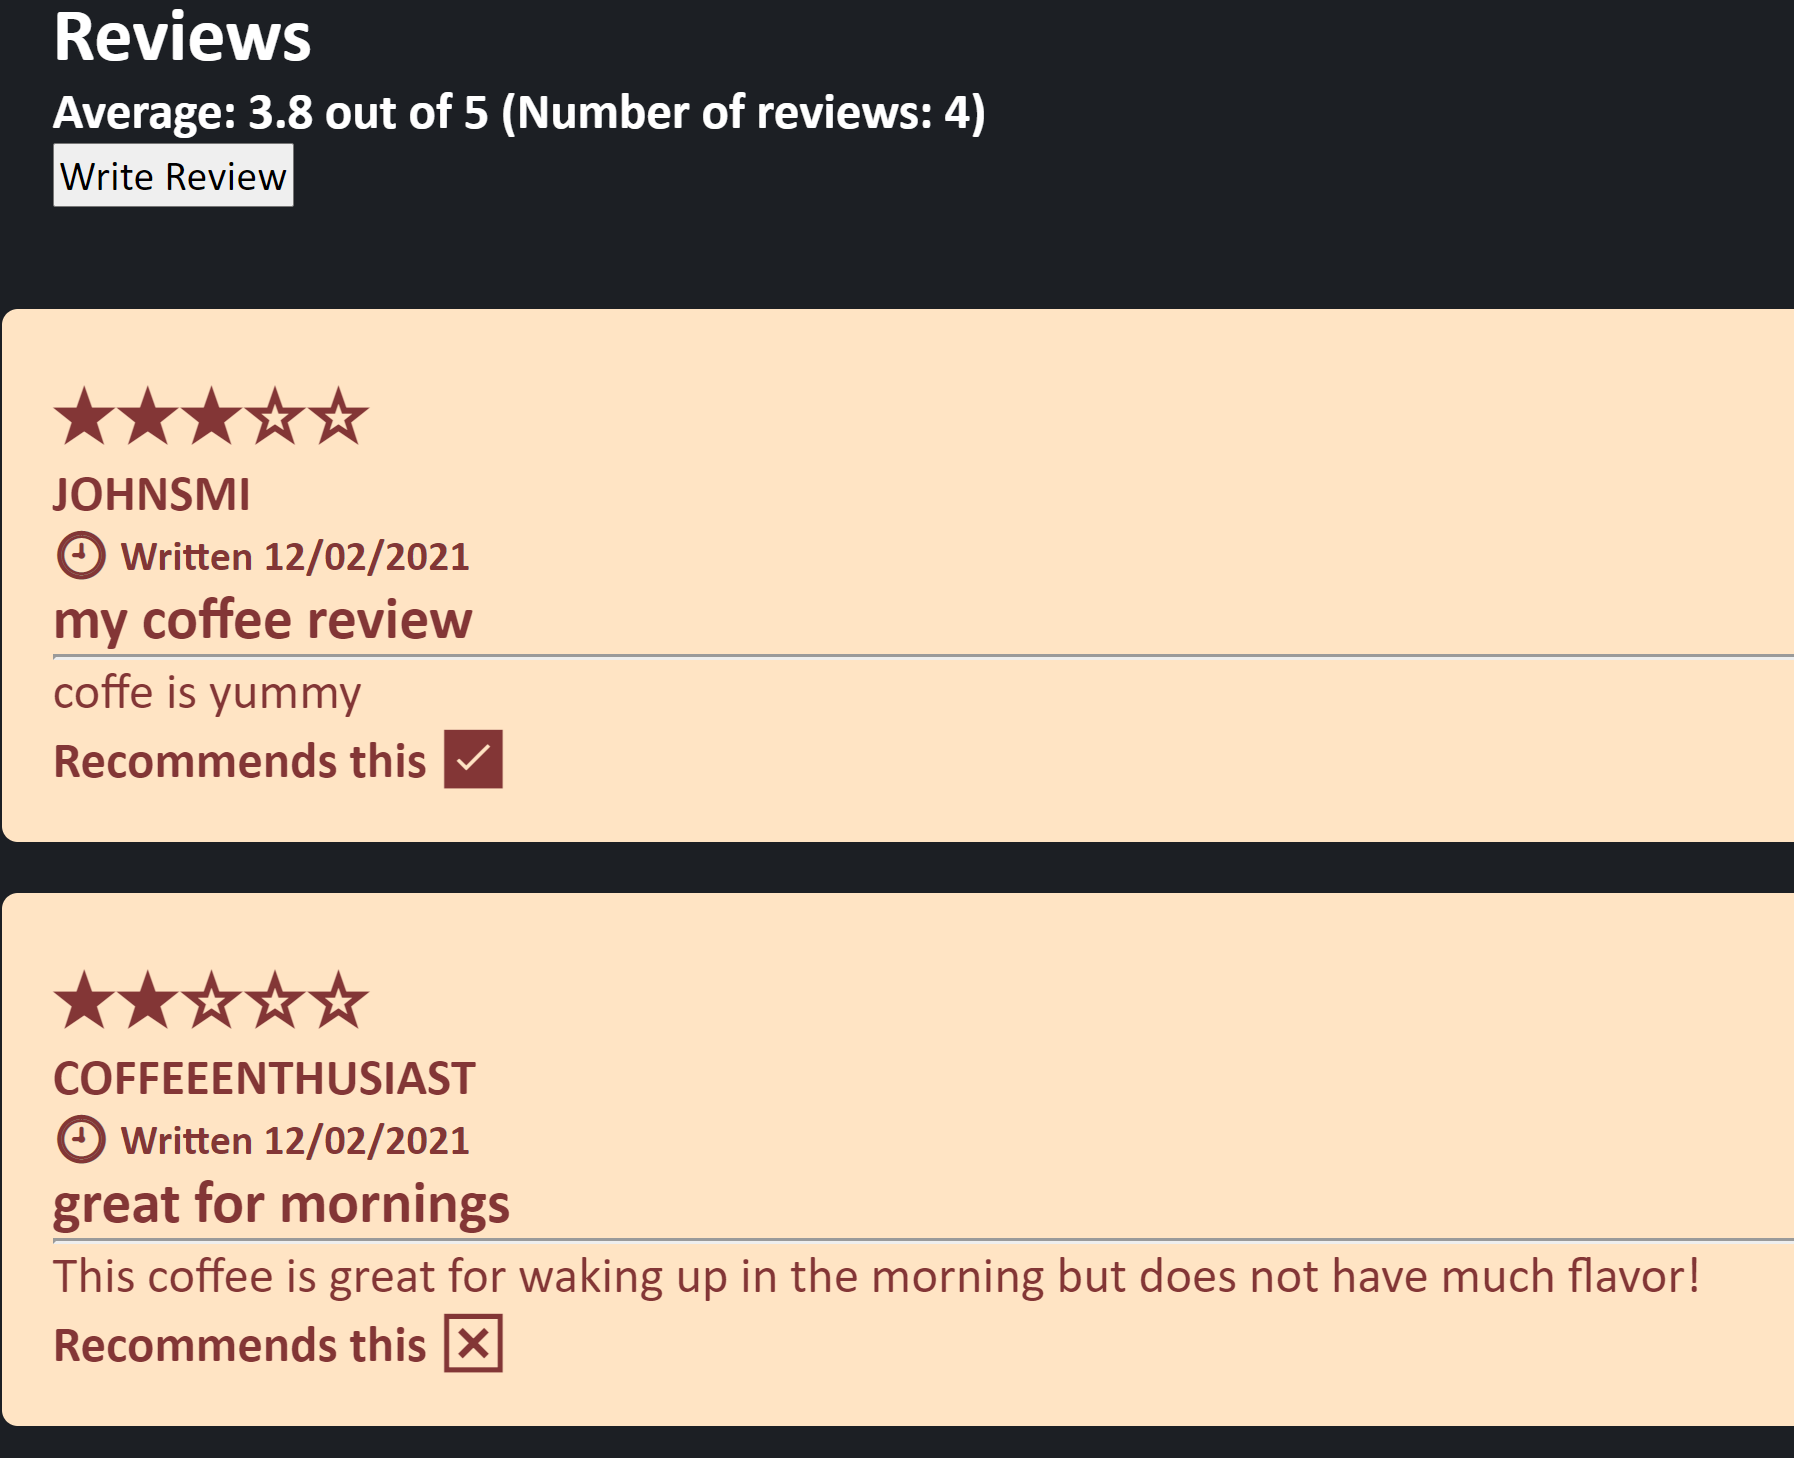 Reviews
Average: 3.8 out of 5 (Number of reviews: 4)
Write Review
JOHNSMI
Written 12/02/2021
my coffee review
coffe is yummy
Recommends this
COFFEEENTHUSIAST
Written 12/02/2021
great for mornings
This coffee is great for waking up in the morning but does not have much flavor!
Recommends this